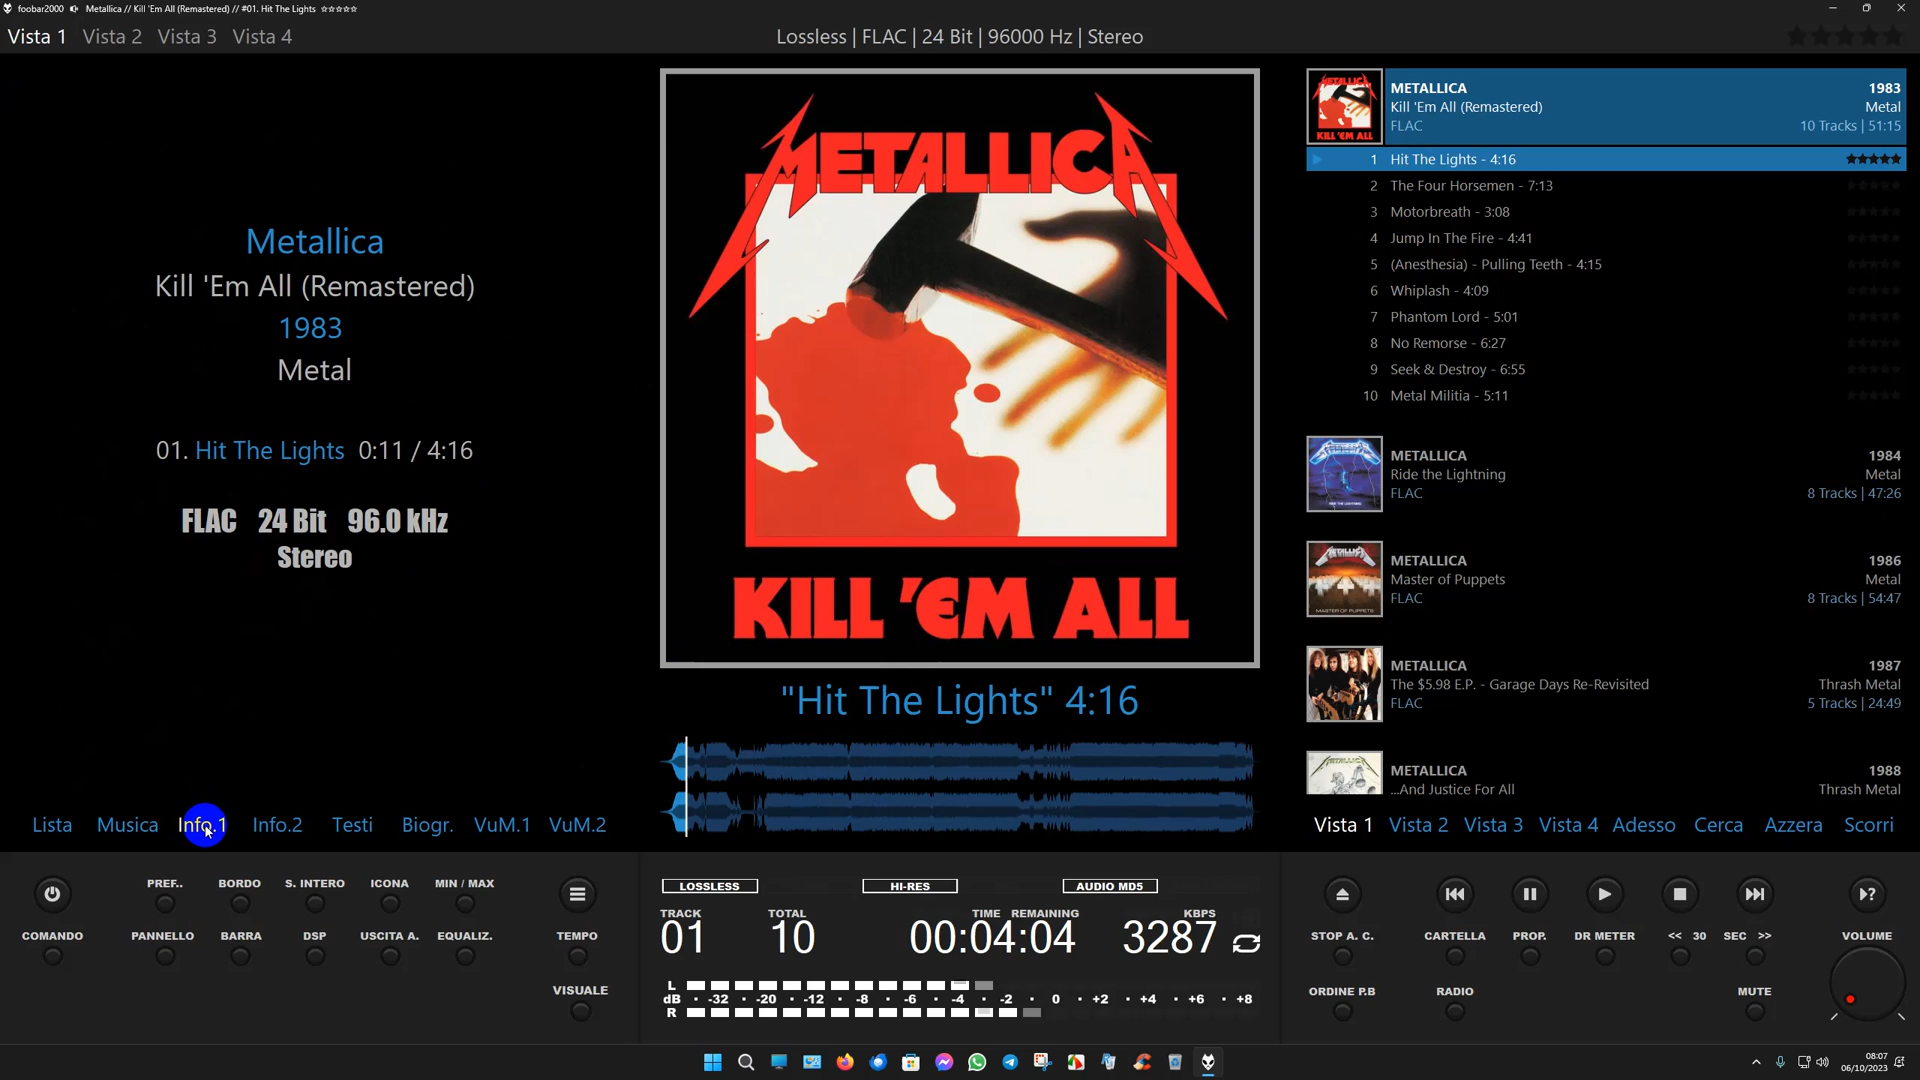 foobar2000 Metallica // Kill 'Em All (Remastered) // #01. Hit The Lights ☆☆☆☆☆
Vista 1 Vista 2 Vista 3 Vista 4
Lossless | FLAC | 24 Bit | 96000 Hz | Stereo
Metallica
Kill 'Em All (Remastered)
1983
Metal
01. Hit The Lights 0:11 / 4:16
FLAC 24 Bit 96.0 kHz
Stereo
Lista Musica Info.1 Info.2 Testi Biogr. VuM.1 VuM.2
METALLICA
KILL 'EM ALL
"Hit The Lights" 4:16
METALLICA 1983
Kill 'Em All (Remastered) Metal
FLAC 10 Tracks | 51:15
1 Hit The Lights - 4:16 ★★★★★
2 The Four Horsemen - 7:13
3 Motorbreath - 3:08
4 Jump In The Fire - 4:41
5 (Anesthesia) - Pulling Teeth - 4:15
6 Whiplash - 4:09
7 Phantom Lord - 5:01
8 No Remorse - 6:27
9 Seek & Destroy - 6:55
10 Metal Militia - 5:11
METALLICA 1984
Ride the Lightning Metal
FLAC 8 Tracks | 47:26
METALLICA 1986
Master of Puppets Metal
FLAC 8 Tracks | 54:47
METALLICA 1987
The $5.98 E.P. - Garage Days Re-Revisited Thrash Metal
FLAC 5 Tracks | 24:49
METALLICA 1988
...And Justice For All Thrash Metal
Vista 1 Vista 2 Vista 3 Vista 4 Adesso Cerca Azzera Scorri
PREF.. BORDO S. INTERO ICONA MIN / MAX
COMANDO PANNELLO BARRA DSP USCITA A. EQUALIZ. TEMPO
VISUALE
LOSSLESS HI-RES AUDIO MD5
TRACK TOTAL TIME REMAINING KBPS
01 10 00:04:04 3287
L
dB · -32 · -20 · -12 · -8 · -6 · -4 · -2 · 0 · +2 · +4 · +6 · +8
R
STOP A. C. CARTELLA PROP. DR METER << 30 SEC >> VOLUME
ORDINE P.B RADIO MUTE
08:07
06/10/2023